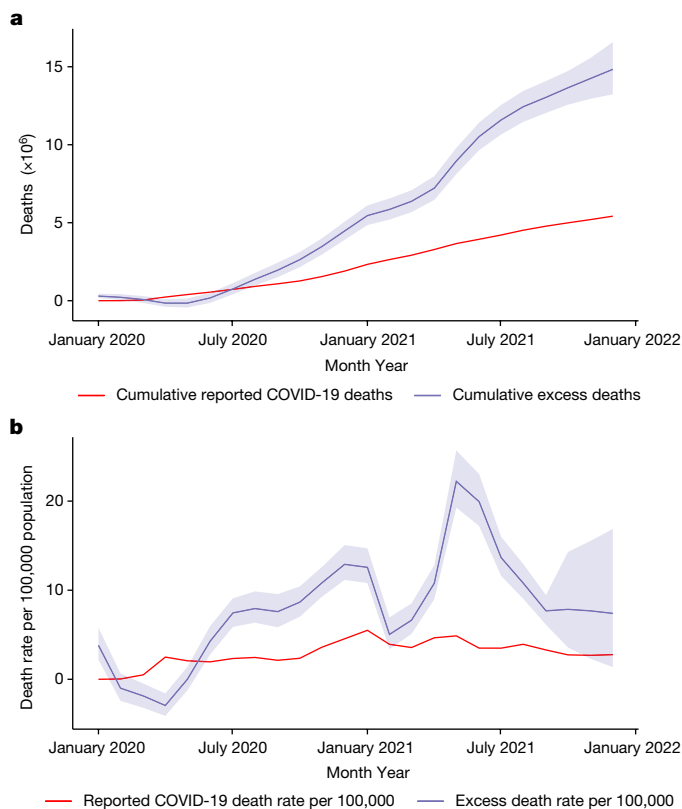 a
15
10
5
0
Deaths (×10⁶)
January 2020 July 2020 January 2021 July 2021 January 2022
Month Year
Cumulative reported COVID-19 deaths Cumulative excess deaths
b
20
10
0
Death rate per 100,000 population
January 2020 July 2020 January 2021 July 2021 January 2022
Month Year
Reported COVID-19 death rate per 100,000 Excess death rate per 100,000